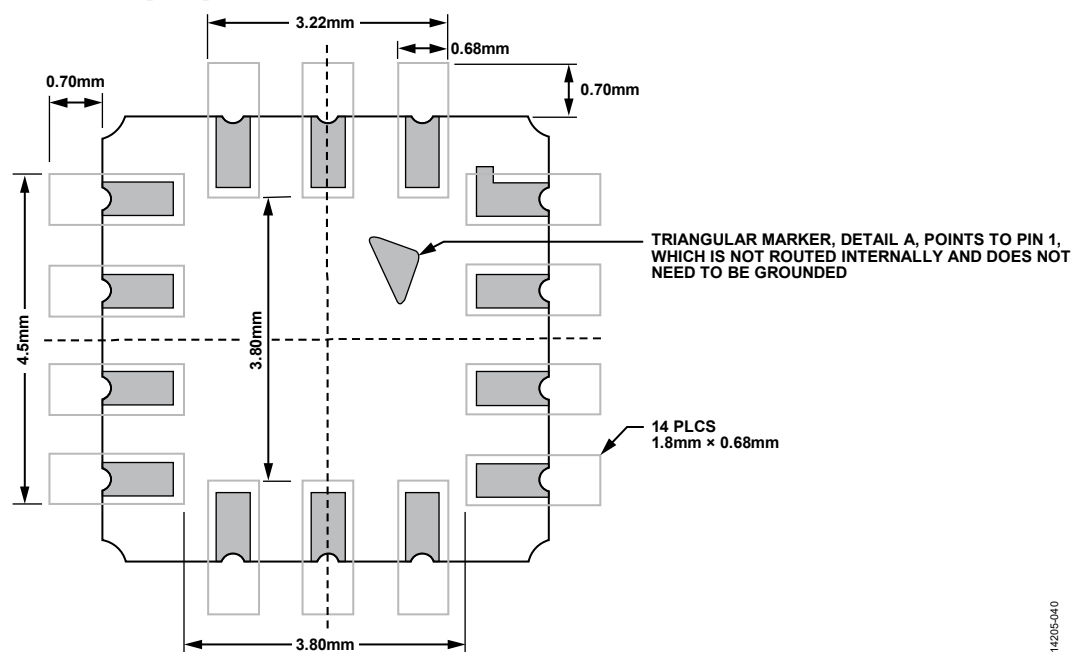 3.22mm
0.68mm
0.70mm
0.70mm
TRIANGULAR MARKER, DETAIL A, POINTS TO PIN 1,
WHICH IS NOT ROUTED INTERNALLY AND DOES NOT
NEED TO BE GROUNDED
4.5mm
3.80mm
14 PLCS
1.8mm × 0.68mm
3.80mm
14205-040